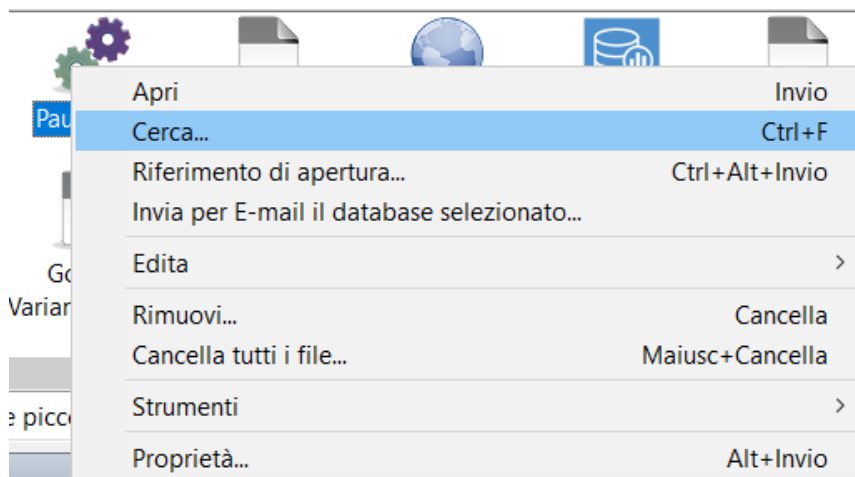 Apri Invio
Pau
Cerca... Ctrl+F
Riferimento di apertura... Ctrl+Alt+Invio
Invia per E-mail il database selezionato...
Edita
Go
Variar
Rimuovi... Cancella
Cancella tutti i file... Maiusc+Cancella
e picc
Strumenti
Proprietà... Alt+Invio